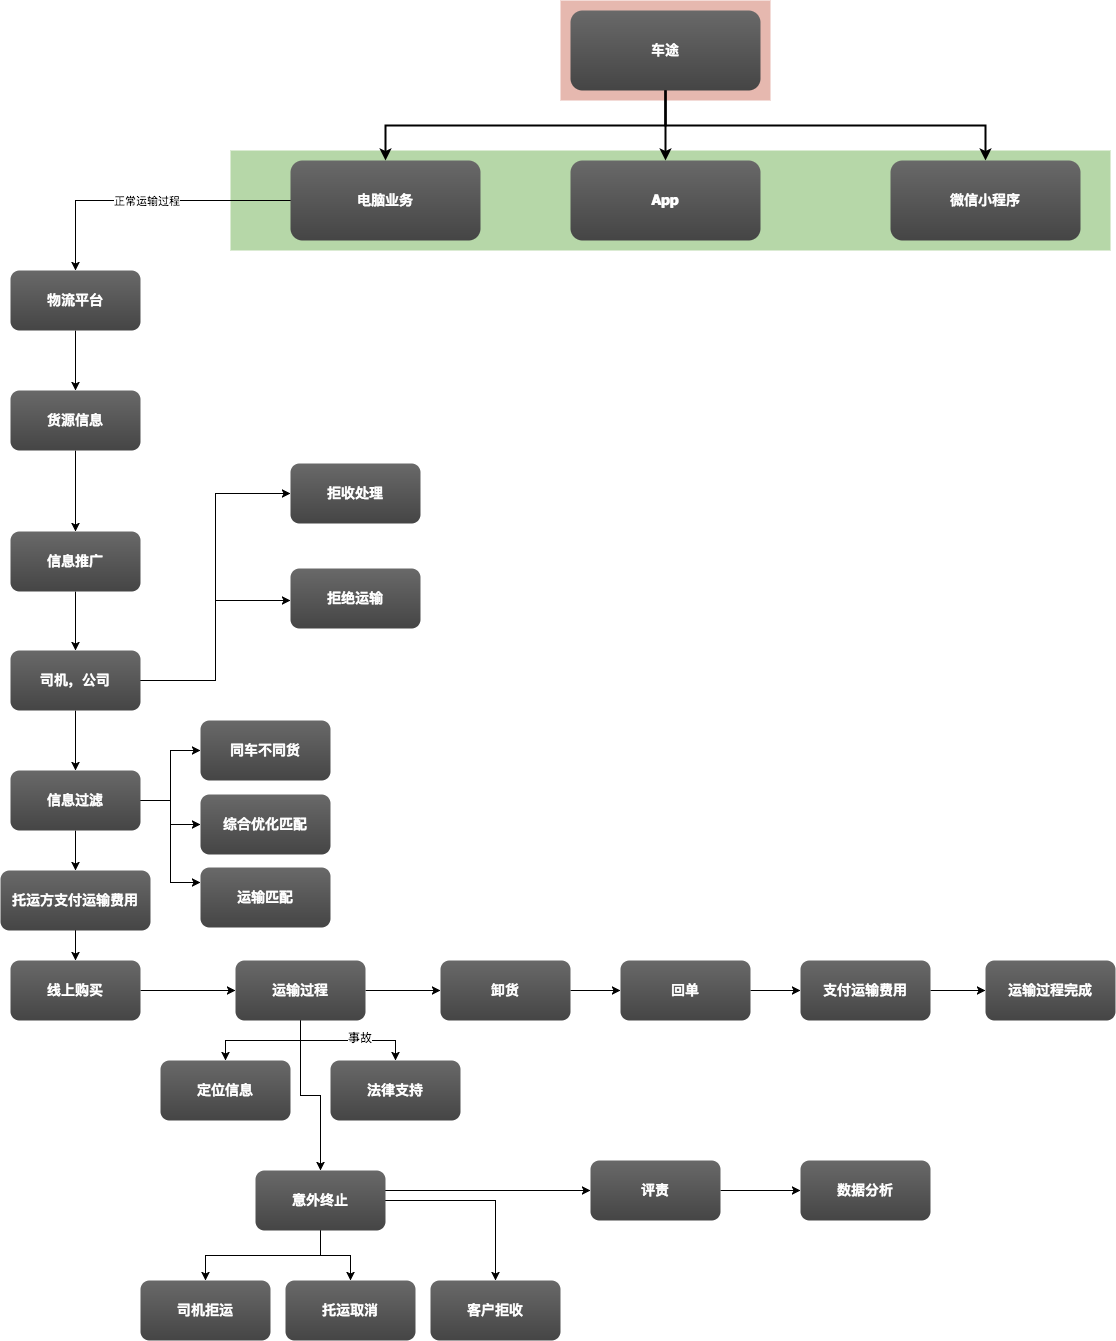 车途
电脑业务
App
微信小程序
正常运输过程
物流平台
货源信息
拒收处理
信息推广
拒绝运输
司机，公司
同车不同货
信息过滤
综合优化匹配
运输匹配
托运方支付运输费用
线上购买
运输过程
卸货
回单
支付运输费用
运输过程完成
事故
定位信息
法律支持
意外终止
评责
数据分析
司机拒运
托运取消
客户拒收